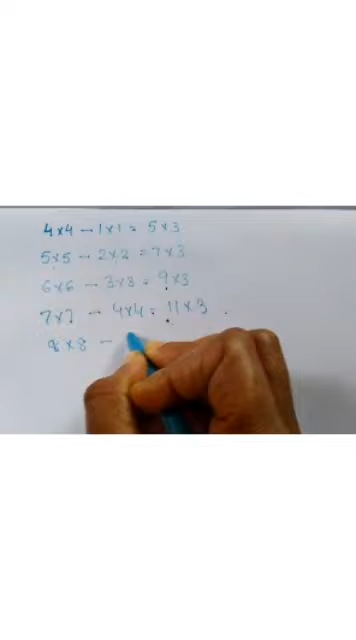 4×4 - 1×1 = 5×3
5×5 - 2×2 = 7×3
6×6 - 3×3 = 9×3
7×7 - 4×4 = 11×3
8×8 -